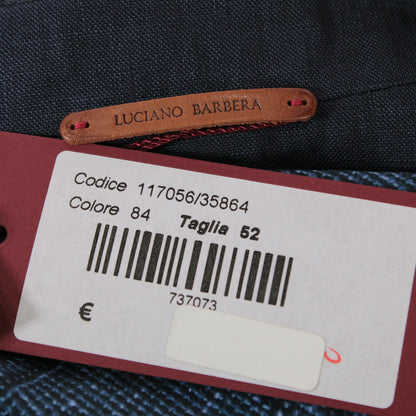 LUCIANO BARBERA
Codice 117056/35864
Colore 84 Taglia 52
737073
€